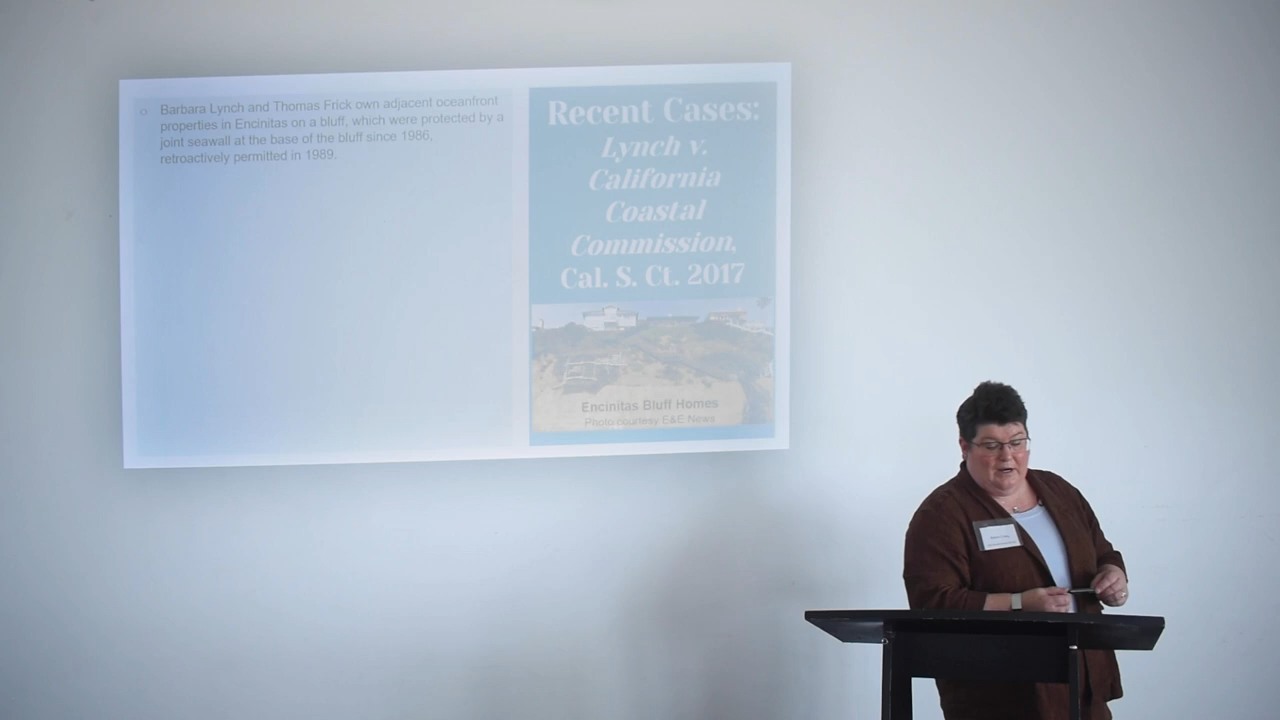 Barbara Lynch and Thomas Frick own adjacent oceanfront
properties in Encinitas on a bluff, which were protected by a
joint seawall at the base of the bluff since 1986,
retroactively permitted in 1989.
Recent Cases:
Lynch v.
California
Coastal
Commission,
Cal. S. Ct. 2017
Encinitas Bluff Homes
Photo courtesy E&E News